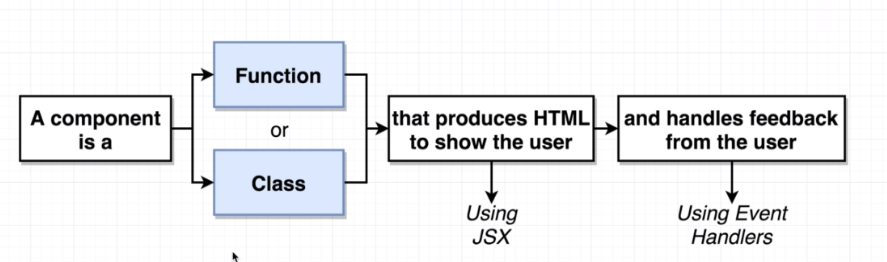 A component
is a
Function
or
Class
that produces HTML
to show the user
and handles feedback
from the user
Using
JSX
Using Event
Handlers